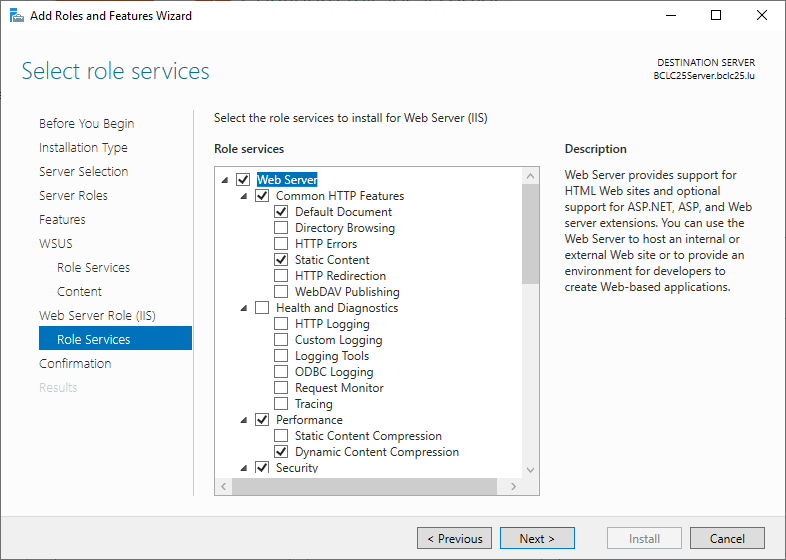 Add Roles and Features Wizard
Select role services
DESTINATION SERVER
BCLC25Server.bclc25.lu
Before You Begin
Installation Type
Server Selection
Server Roles
Features
WSUS
Role Services
Content
Web Server Role (IIS)
Role Services
Confirmation
Results
Select the role services to install for Web Server (IIS)
Role services
Web Server
Common HTTP Features
Default Document
Directory Browsing
HTTP Errors
Static Content
HTTP Redirection
WebDAV Publishing
Health and Diagnostics
HTTP Logging
Custom Logging
Logging Tools
ODBC Logging
Request Monitor
Tracing
Performance
Static Content Compression
Dynamic Content Compression
Security
Description
Web Server provides support for
HTML Web sites and optional
support for ASP.NET, ASP, and Web
server extensions. You can use the
Web Server to host an internal or
external Web site or to provide an
environment for developers to
create Web-based applications.
< Previous
Next >
Install
Cancel